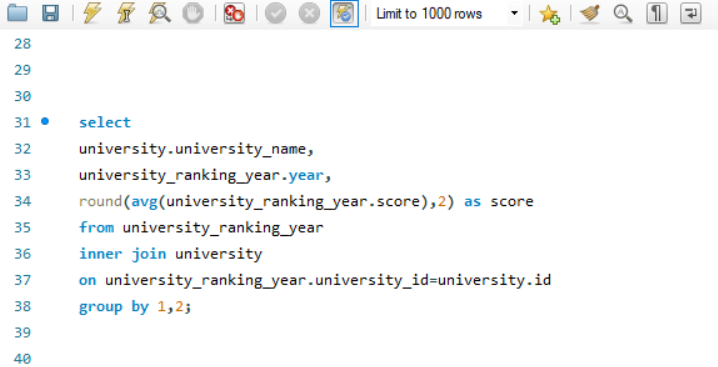 Limit to 1000 rows
28
29
30
31 select
32 university.university_name,
33 university_ranking_year.year,
34 round(avg(university_ranking_year.score),2) as score
35 from university_ranking_year
36 inner join university
37 on university_ranking_year.university_id=university.id
38 group by 1,2;
39
40